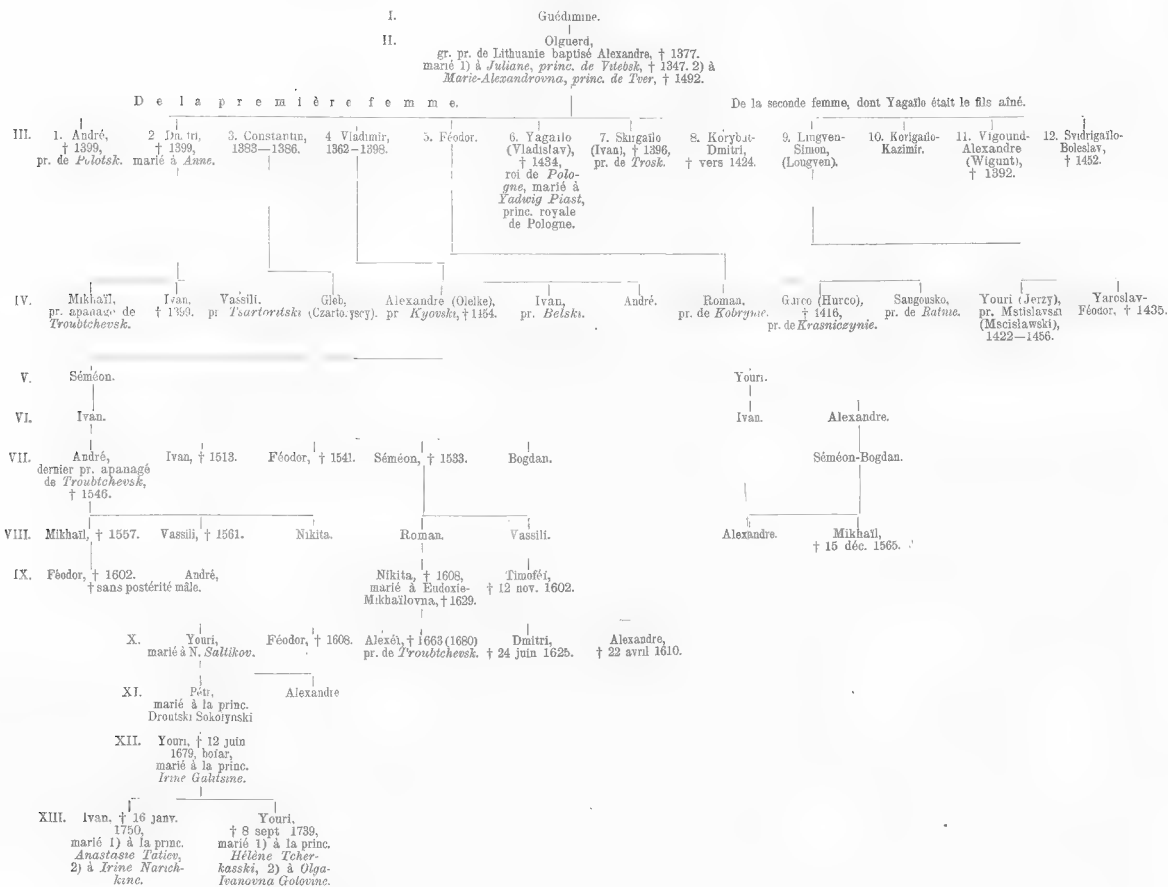 I. Guédimine.
II. Olguerd,
gr. pr. de Lithuanie baptisé Alexandre, † 1377.
marié 1) à Juliane, princ. de Vitebsk, † 1347. 2) à
Marie-Alexandrovna, princ. de Tver, † 1492.
De la première femme.
De la seconde femme, dont Yagaïlo était le fils aîné.
III. 1. André,
† 1399,
pr. de Polotsk.
2 Dmitri,
† 1399,
marié à Anne.
3. Constantin,
1383—1386.
4 Vladimir,
1362-1398.
5. Féodor.
6. Yagaïlo
(Vladislav),
† 1434,
roi de Polo-
gne, marié à
Yadwig Piast,
princ. royale
de Pologne.
7. Skirgaïlo
(Ivan), † 1396,
pr. de Trosk.
8. Korybut-
Dmitri,
† vers 1424.
9. Lingven-
Simon,
(Lougven).
10. Korigaïlo-
Kazimir.
11. Vigound-
Alexandre
(Wigunt),
† 1392.
12. Svidrigaïlo-
Boleslav,
† 1452.
IV. Mikhaïl,
pr. apanagé de
Troubtchevsk.
Ivan,
† 1399.
Vassili.
pr Tsartoritski (Czartoryscy).
Gleb,
Alexandre (Olelke),
pr Kyovski, † 1454.
Ivan,
pr. Belski.
André.
Roman,
pr. de Kobryne.
Gurco (Hurco),
† 1416,
pr. de Krasniczynie.
Sangousko,
pr. de Ratnie.
Youri (Jerzy),
pr. Mstislavski
(Mscislawski),
1422—1456.
Yaroslav-
Féodor, † 1435.
V. Séméon.
Youri.
VI. Ivan.
Ivan.
Alexandre.
VII. André,
dernier pr. apanagé
de Troubtchevsk,
† 1546.
Ivan, † 1513.
Féodor, † 1541.
Séméon, † 1533.
Bogdan.
Séméon-Bogdan.
VIII. Mikhaïl, † 1557.
Vassili, † 1561.
Nikita.
Roman.
Vassili.
Alexandre.
Mikhaïl,
† 15 déc. 1565.
IX. Féodor, † 1602.
André,
† sans postérité mâle.
Nikita, † 1608,
marié à Eudoxie-
Mikhaïlovna, † 1629.
Timoféï,
† 12 nov. 1602.
X. Youri,
marié à N. Saltikov.
Féodor, † 1608.
Alexéi, † 1663 (1680)
pr. de Troubtchevsk.
Dmitri,
† 24 juin 1625.
Alexandre,
† 22 avril 1610.
XI. Pétr,
marié à la princ.
Droutski Sokolynski
Alexandre
XII. Youri, † 12 juin
1679, boïar,
marié à la princ.
Irine Galitsine.
XIII. Ivan, † 16 janv.
1750,
marié 1) à la princ.
Anastasie Tatiev,
2) à Irine Narich-
kine.
Youri,
† 8 sept 1739,
marié 1) à la princ.
Hélène Tcher-
kasski, 2) à Olga-
Ivanovna Golovine.